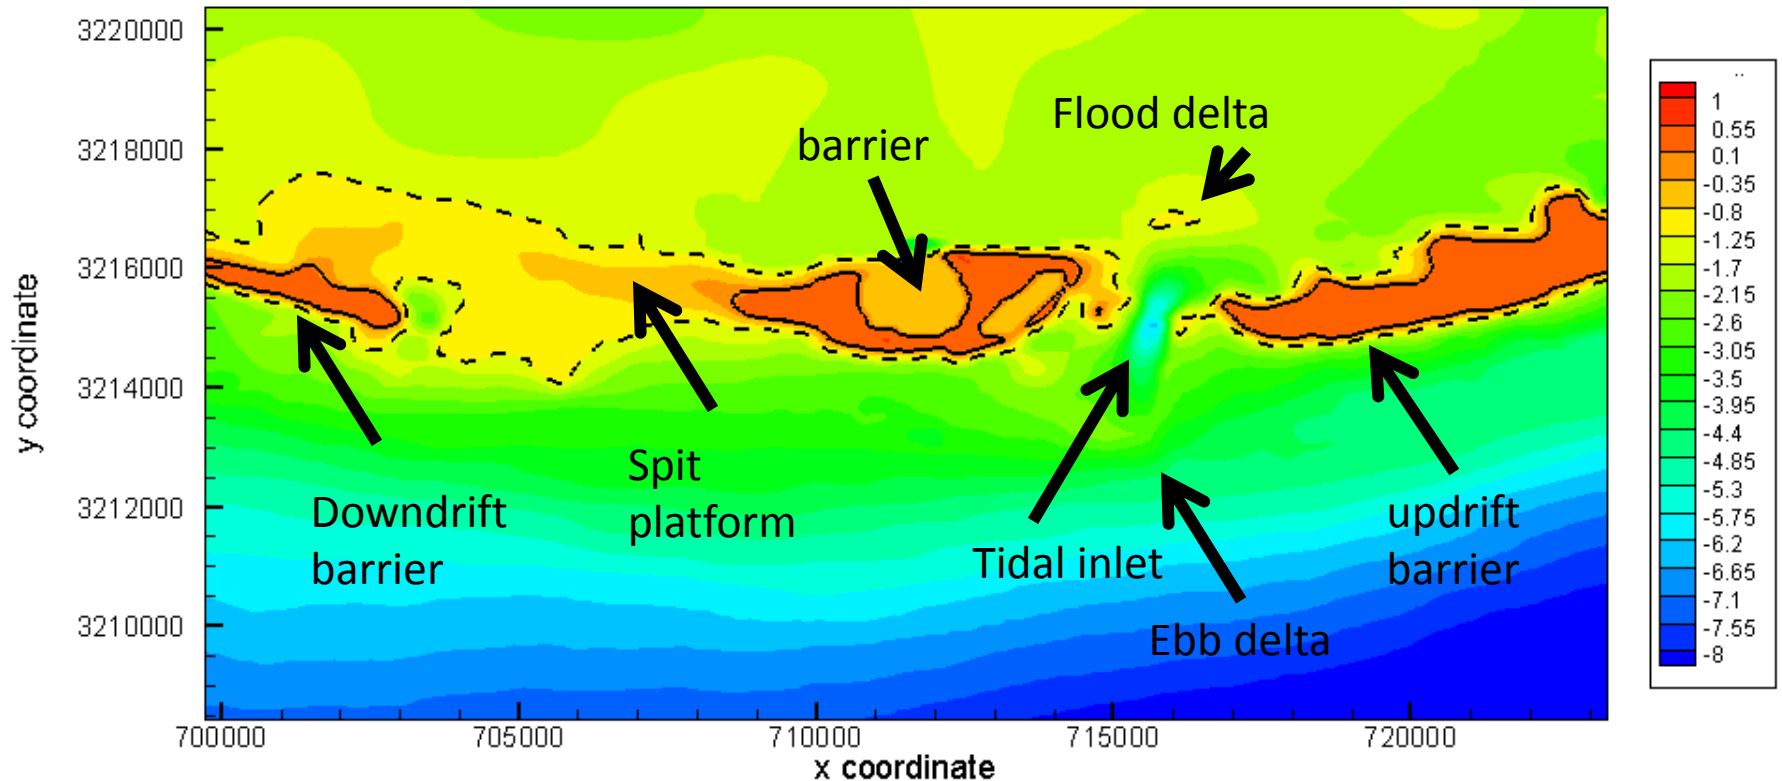 3220000
3218000
3216000
3214000
3212000
3210000
y coordinate
700000
705000
710000
715000
720000
x coordinate
barrier
Flood delta
Downdrift
barrier
Spit
platform
Tidal inlet
Ebb delta
updrift
barrier
..
1
0.55
0.1
-0.35
-0.8
-1.25
-1.7
-2.15
-2.6
-3.05
-3.5
-3.95
-4.4
-4.85
-5.3
-5.75
-6.2
-6.65
-7.1
-7.55
-8